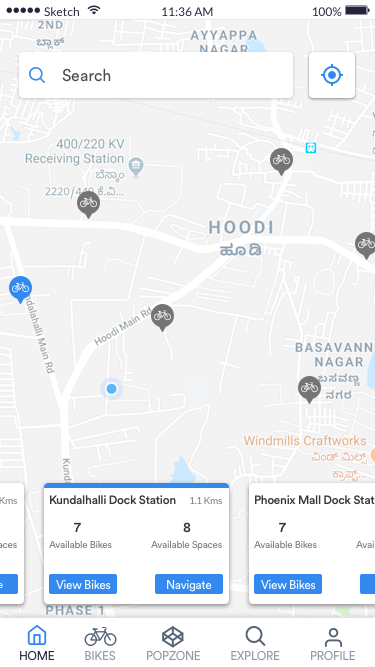 Sketch 11:36 AM 100%
2ND
ಬ್ಲಾಕ್
AYYAPPA
NAGAR
Search
400/220 KV
Receiving Station
ಬೆಸ್ಕಾಂ
HOODI
ಹೂಡಿ
Kundalahalli Main Rd
Hoodi Main Rd
BASAVANN
NAGAR
ಬಸವಣ್ಣ
ನಗರ
Windmills Craftworks
ವಿಂಡ್ ಮಿಲ್ಸ್
ಕ್ರಾಫ್ಟ್...
Kms
Kundalhalli Dock Station 1.1 Kms
Phoenix Mall Dock Stat
7 8
7
aces
Available Bikes Available Spaces
Available Bikes
Avai
e
View Bikes Navigate
View Bikes
PHASE 1
HOME BIKES POPZONE EXPLORE PROFILE